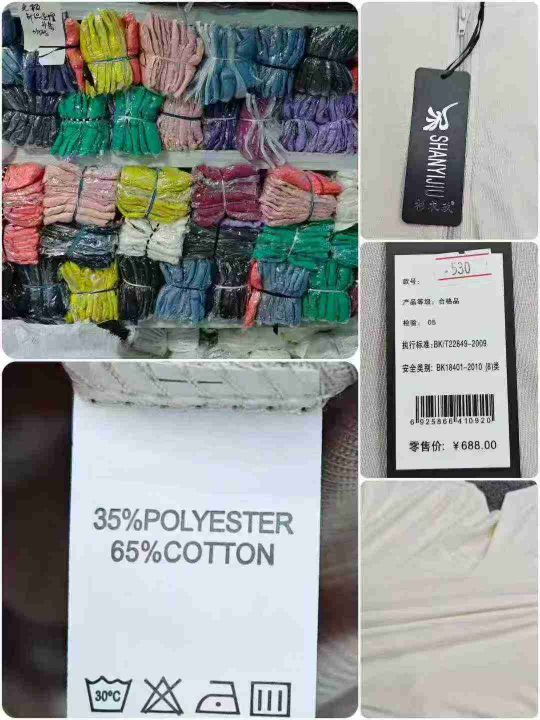 SHANYIJIU
530
款号:
产品等级: 合格品
检验: 05
执行标准:BK/T22849-2009
安全类别: BK18401-2010 (B)类
6925866410920
零售价: ¥688.00
35%POLYESTER
65%COTTON
30°C